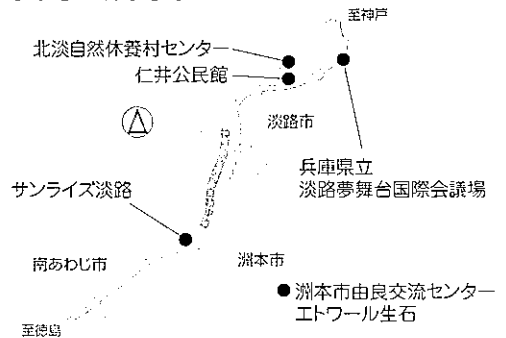 至神戸
北淡自然休養村センター
仁井公民館
淡路市
兵庫県立
淡路夢舞台国際会議場
サンライズ淡路
南あわじ市
洲本市
洲本市由良交流センター
エトワール生石
至徳島